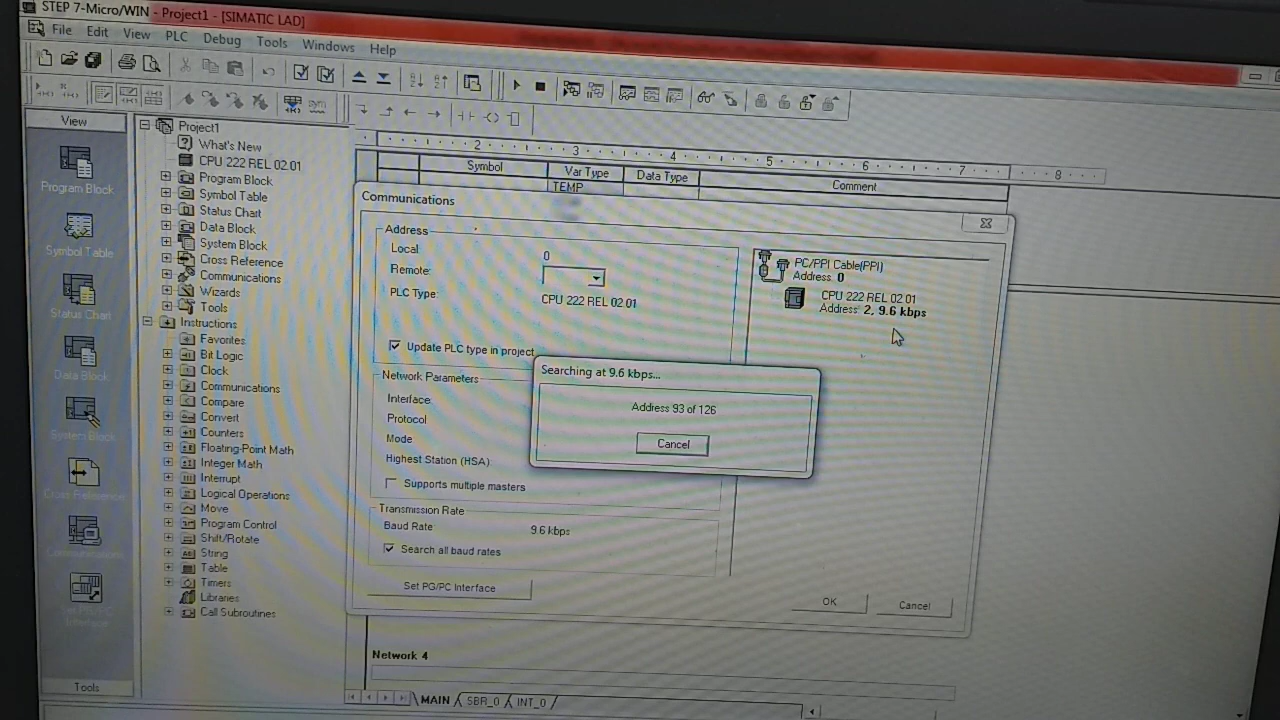 STEP 7-Micro/WIN - Project1 - [SIMATIC LAD]
File Edit View PLC Debug Tools Windows Help
View
Program Block
Symbol Table
Status Chart
Data Block
System Block
Cross Reference
Communications
Tools
Project1
What's New
CPU 222 REL 02.01
Program Block
Symbol Table
Status Chart
Data Block
System Block
Cross Reference
Communications
Wizards
Tools
Instructions
Favorites
Bit Logic
Clock
Communications
Compare
Convert
Counters
Floating-Point Math
Integer Math
Interrupt
Logical Operations
Move
Program Control
Shift/Rotate
String
Table
Timers
Libraries
Call Subroutines
2 3 4 5 6 7 8
Symbol Var Type Data Type Comment
TEMP
Communications
Address
Local 0
Remote:
PLC Type: CPU 222 REL 02.01
Update PLC type in project
Network Parameters
Interface:
Protocol
Mode
Highest Station (HSA):
Supports multiple masters
Transmission Rate
Baud Rate 9.6 kbps
Search all baud rates
Set PG/PC Interface
PC/PPI Cable(PPI)
Address: 0
CPU 222 REL 02.01
Address: 2, 9.6 kbps
Searching at 9.6 kbps...
Address 93 of 126
Cancel
OK Cancel
Network 4
MAIN SBR_0 INT_0